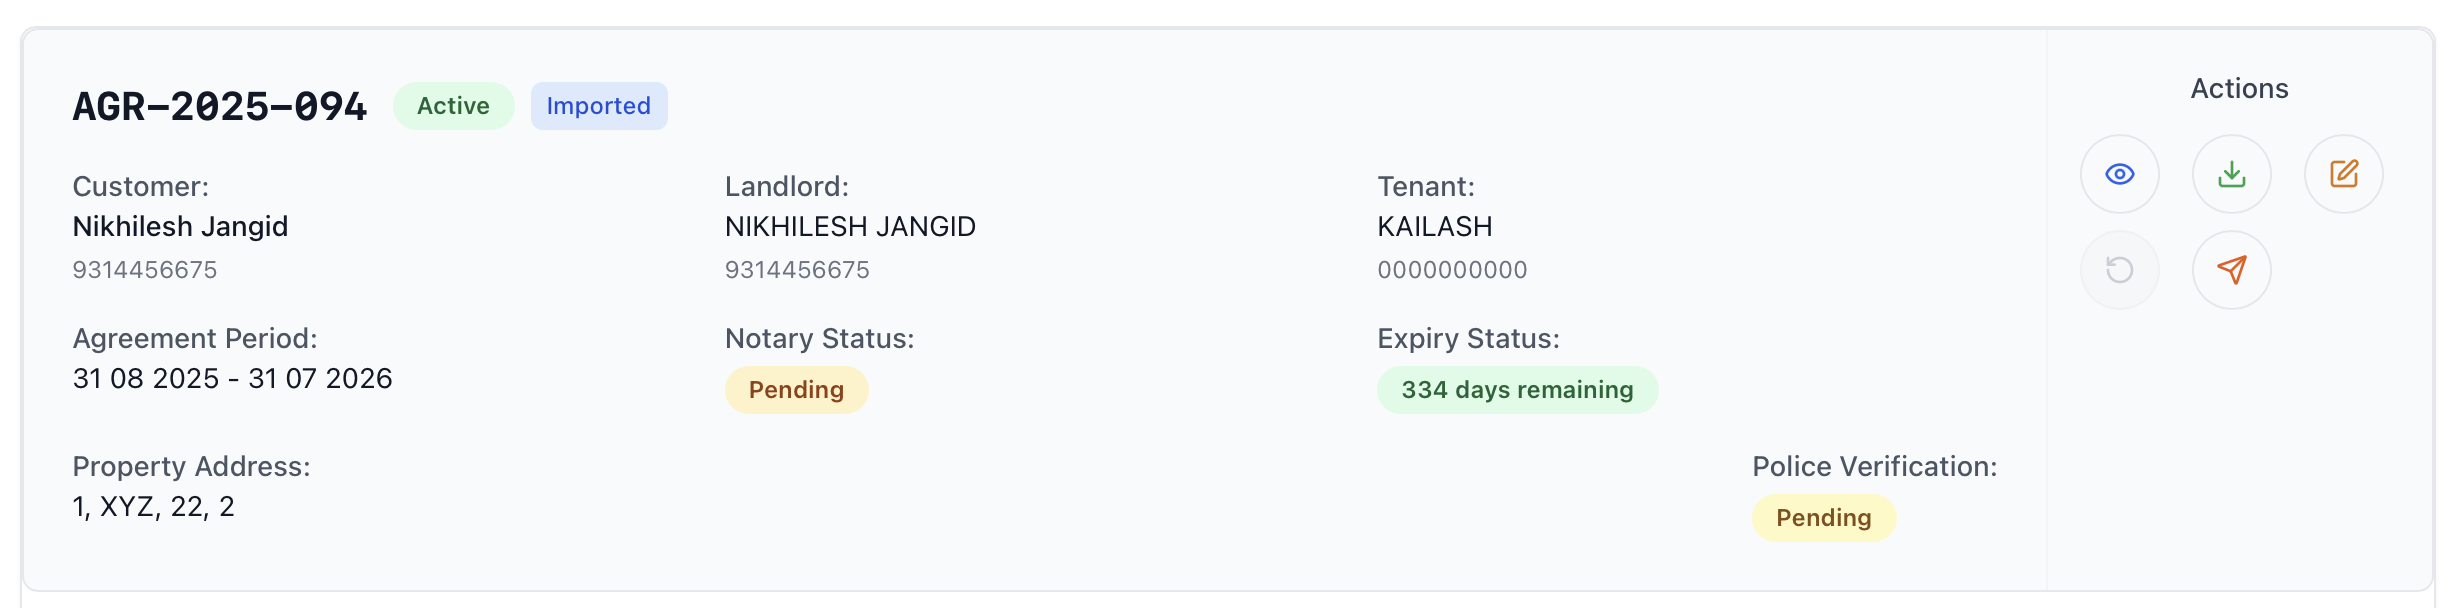 AGR-2025-094 Active Imported
Actions
Customer:
Nikhilesh Jangid
9314456675
Landlord:
NIKHILESH JANGID
9314456675
Tenant:
KAILASH
0000000000
Agreement Period:
31 08 2025 - 31 07 2026
Notary Status:
Pending
Expiry Status:
334 days remaining
Property Address:
1, XYZ, 22, 2
Police Verification:
Pending